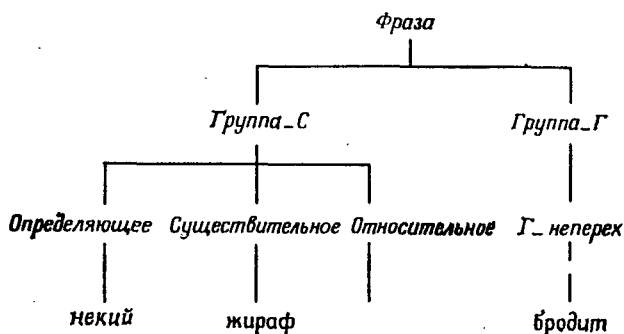 Фраза
Группа_С Группа_Г
Определяющее Существительное Относительное Г_неперех
некий жираф бродит